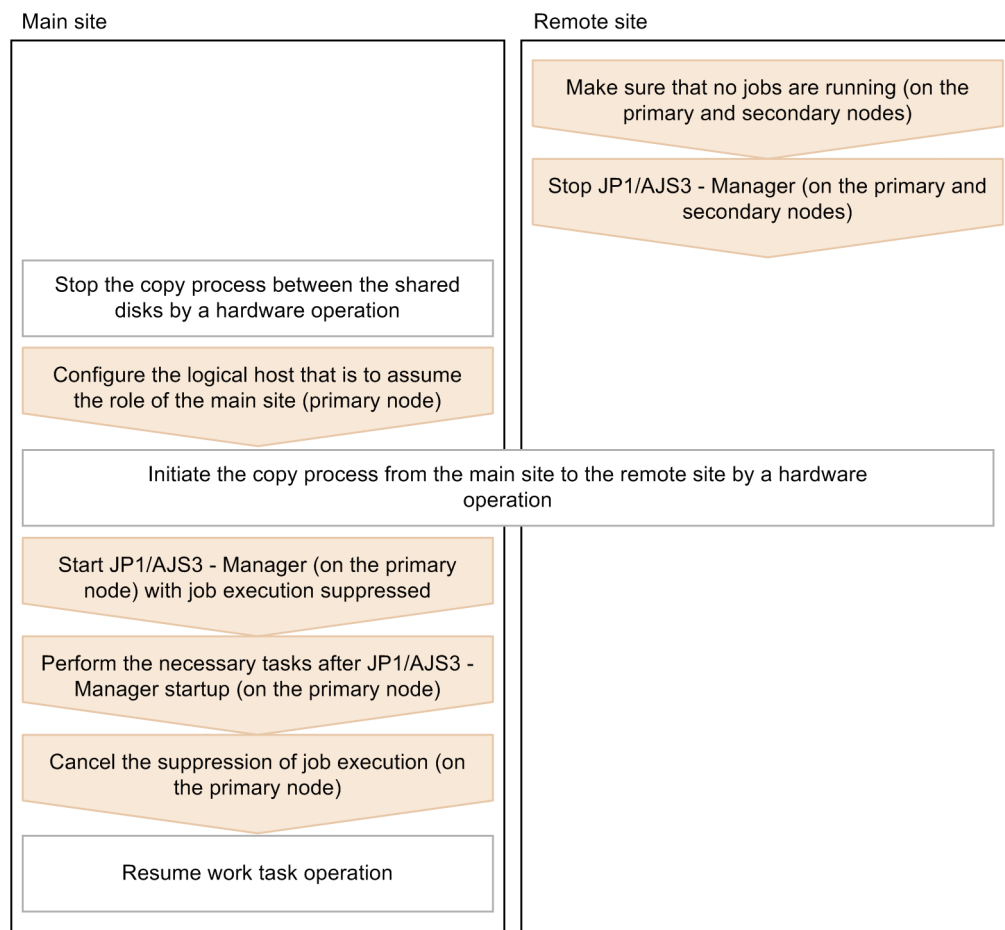 Main site
Remote site
Make sure that no jobs are running (on the
primary and secondary nodes)
Stop JP1/AJS3 - Manager (on the primary and
secondary nodes)
Stop the copy process between the shared
disks by a hardware operation
Configure the logical host that is to assume
the role of the main site (primary node)
Initiate the copy process from the main site to the remote site by a hardware
operation
Start JP1/AJS3 - Manager (on the primary
node) with job execution suppressed
Perform the necessary tasks after JP1/AJS3 -
Manager startup (on the primary node)
Cancel the suppression of job execution (on
the primary node)
Resume work task operation